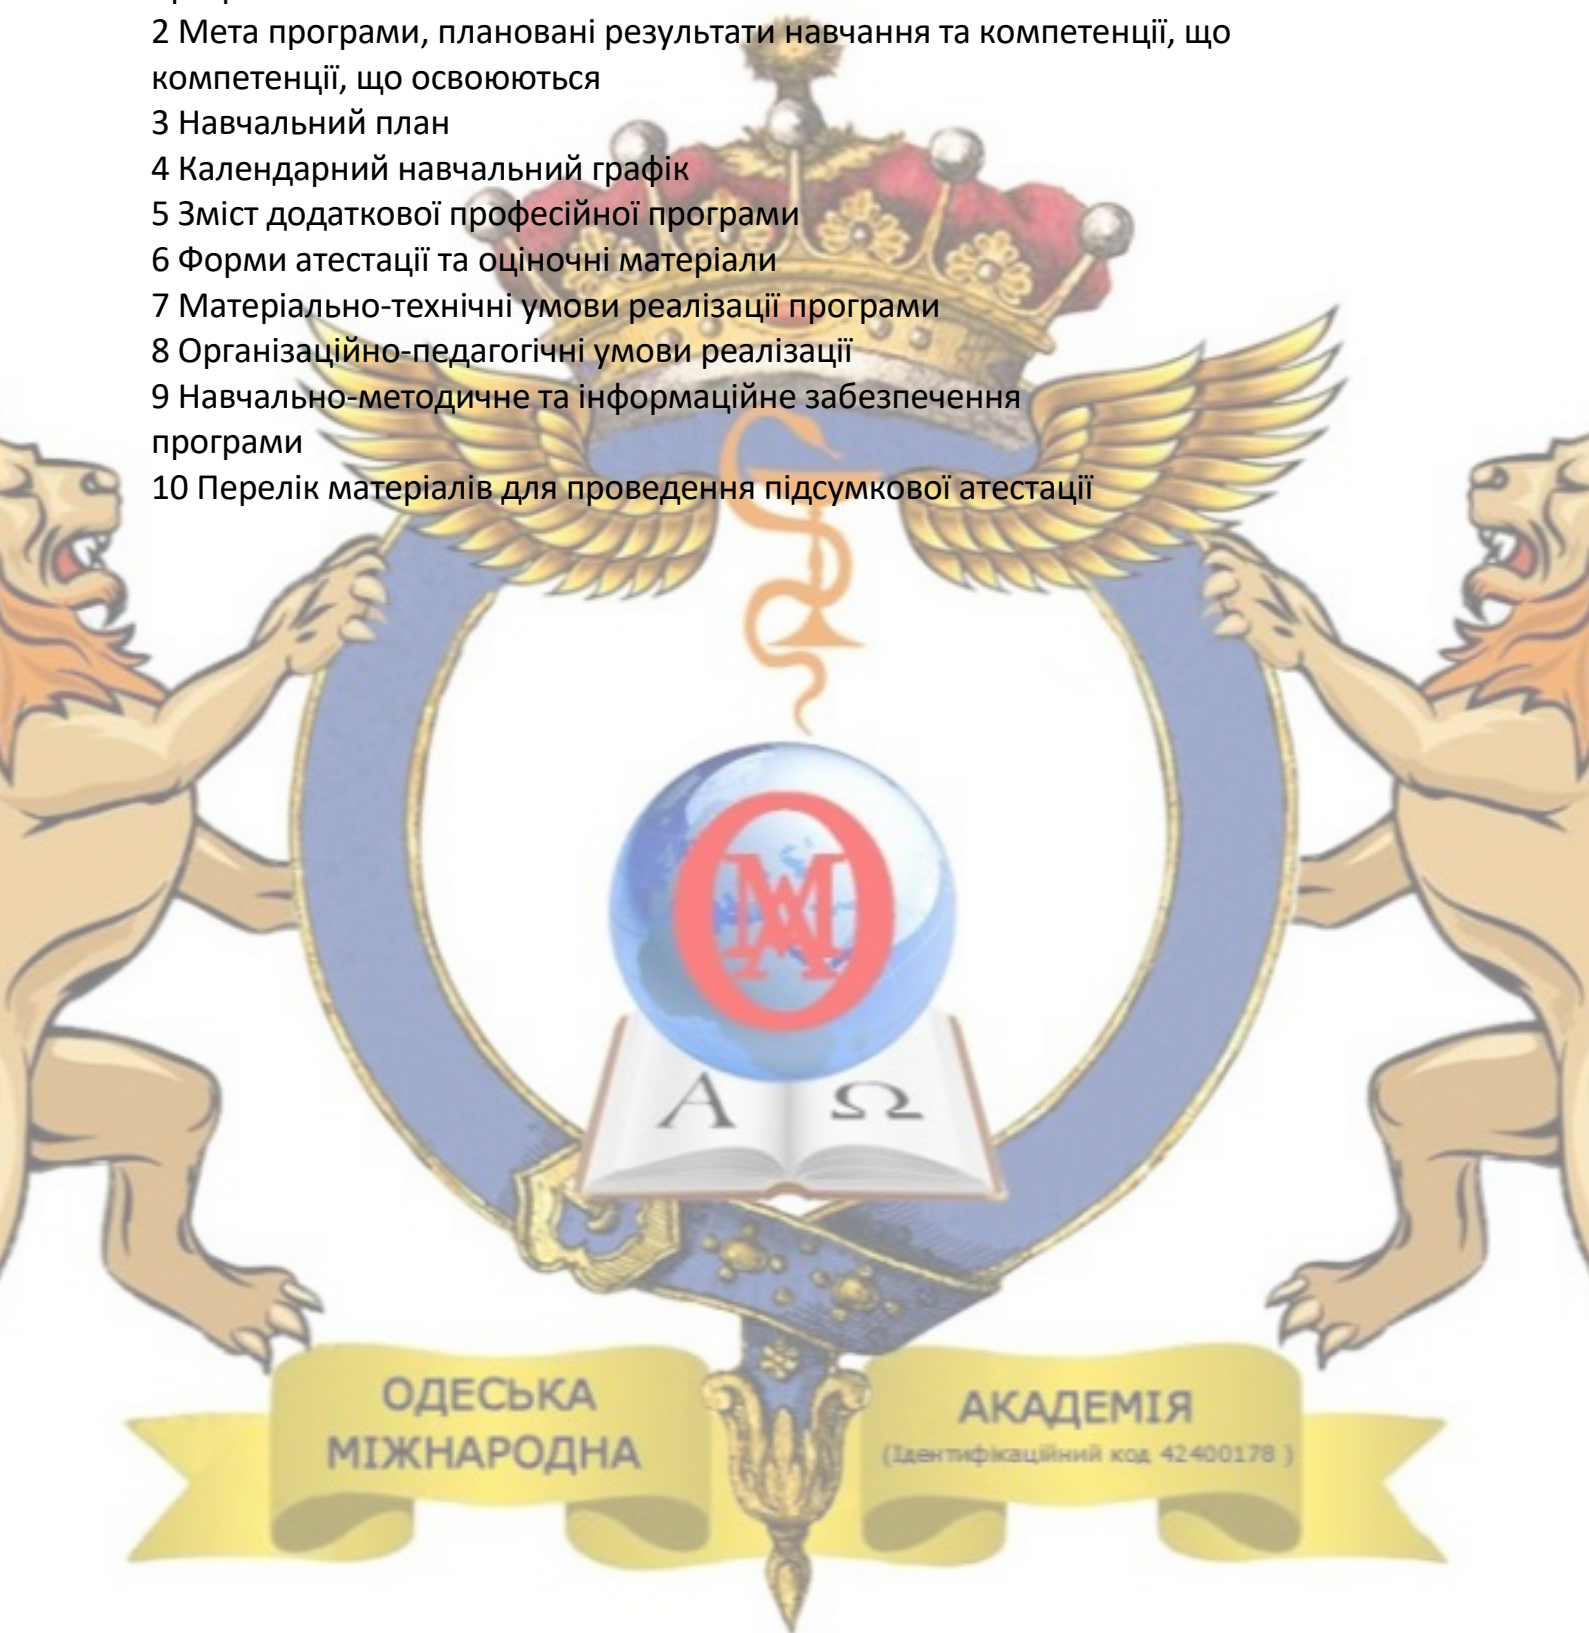 2 Мета програми, плановані результати навчання та компетенції, що
компетенції, що освоюються
3 Навчальний план
4 Календарний навчальний графік
5 Зміст додаткової професійної програми
6 Форми атестації та оціночні матеріали
7 Матеріально-технічні умови реалізації програми
8 Організаційно-педагогічні умови реалізації
9 Навчально-методичне та інформаційне забезпечення
програми
10 Перелік матеріалів для проведення підсумкової атестації
ОМА
Α Ω
ОДЕСЬКА
МІЖНАРОДНА
АКАДЕМІЯ
(Ідентифікаційний код 42400178 )